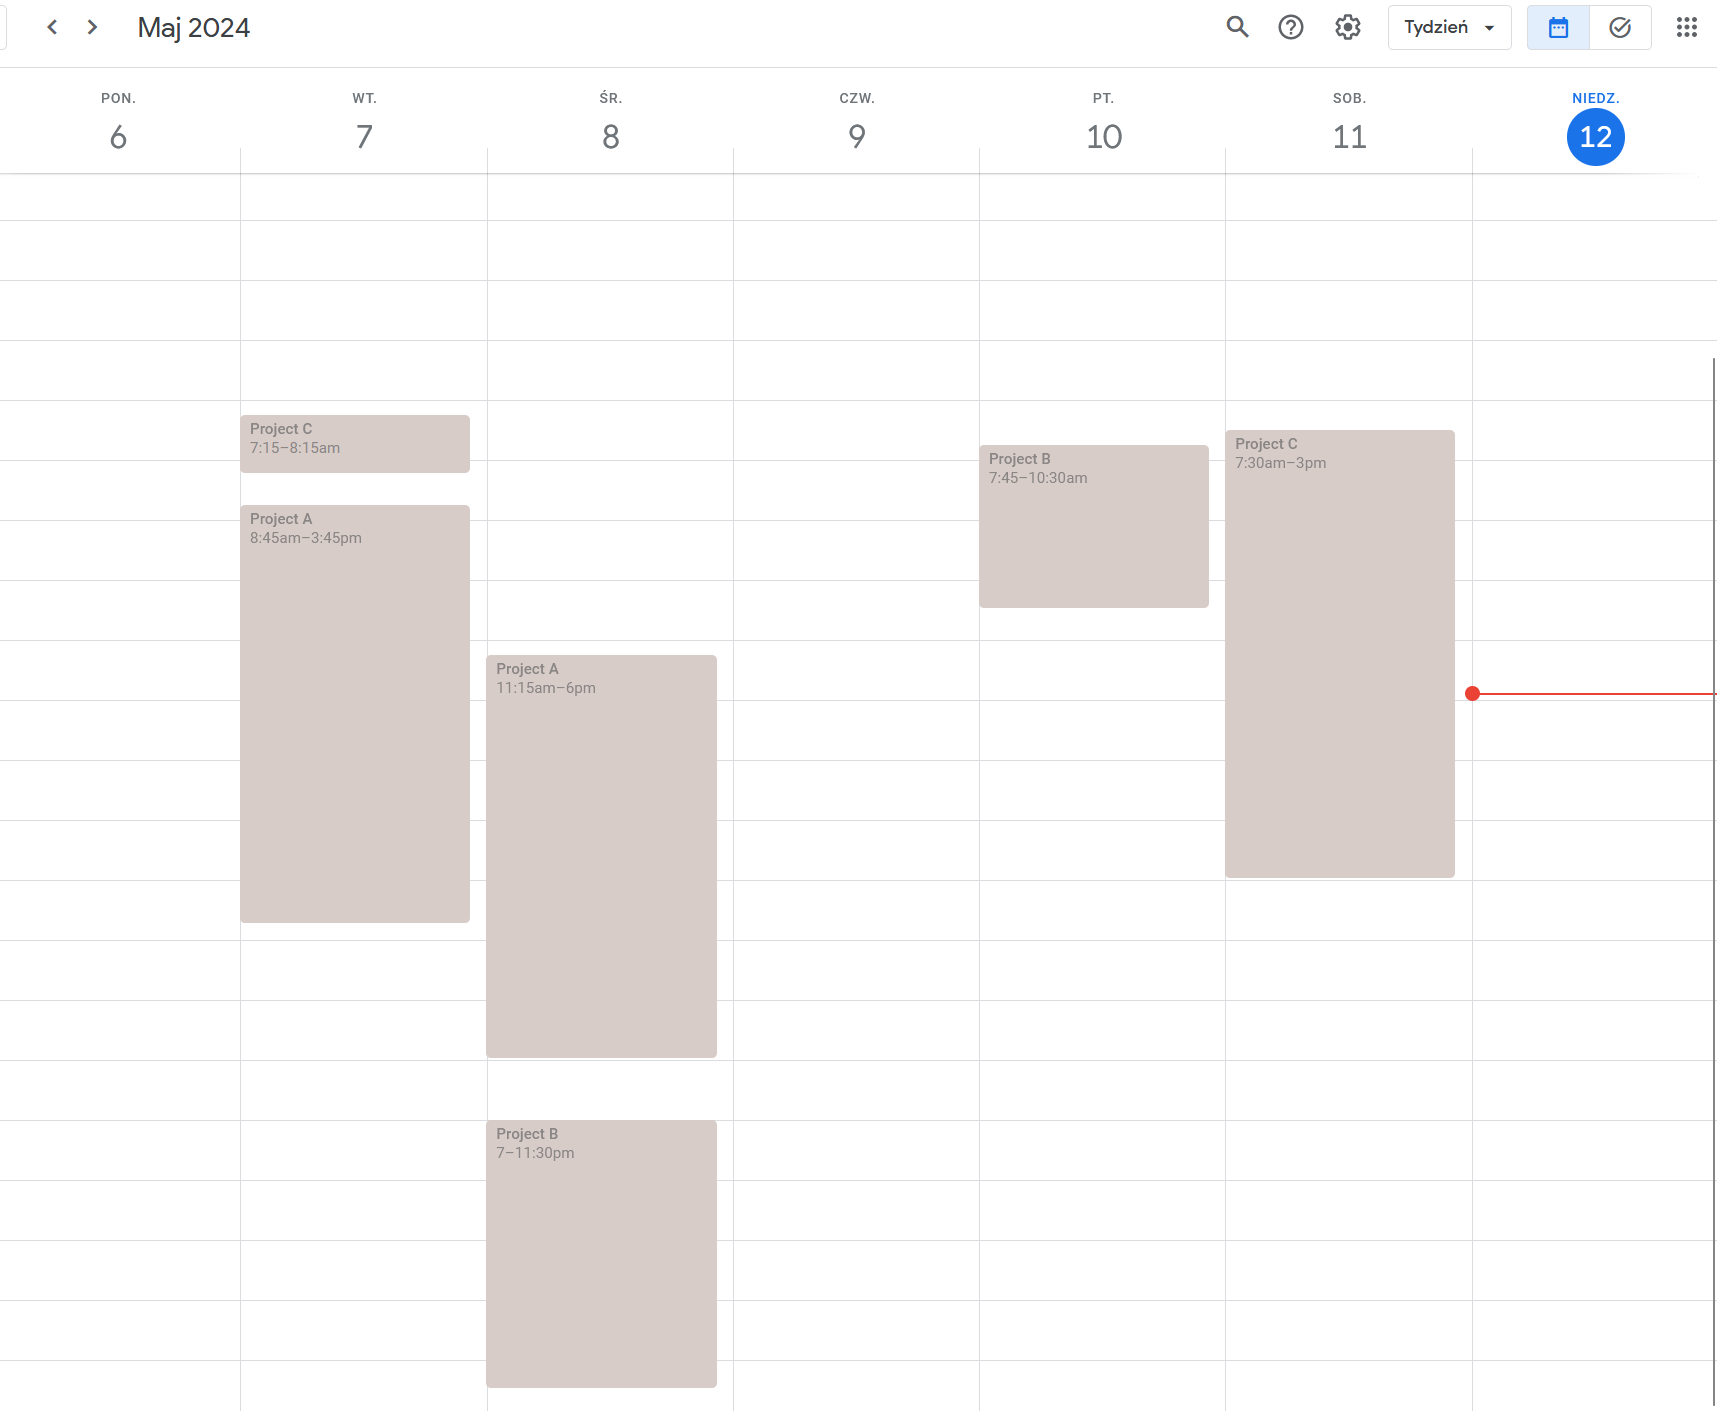 Maj 2024
Tydzień
PON.
6
WT.
7
ŚR.
8
CZW.
9
PT.
10
SOB.
11
NIEDZ.
12
Project C
7:15–8:15am
Project A
8:45am–3:45pm
Project A
11:15am–6pm
Project B
7–11:30pm
Project B
7:45–10:30am
Project C
7:30am–3pm